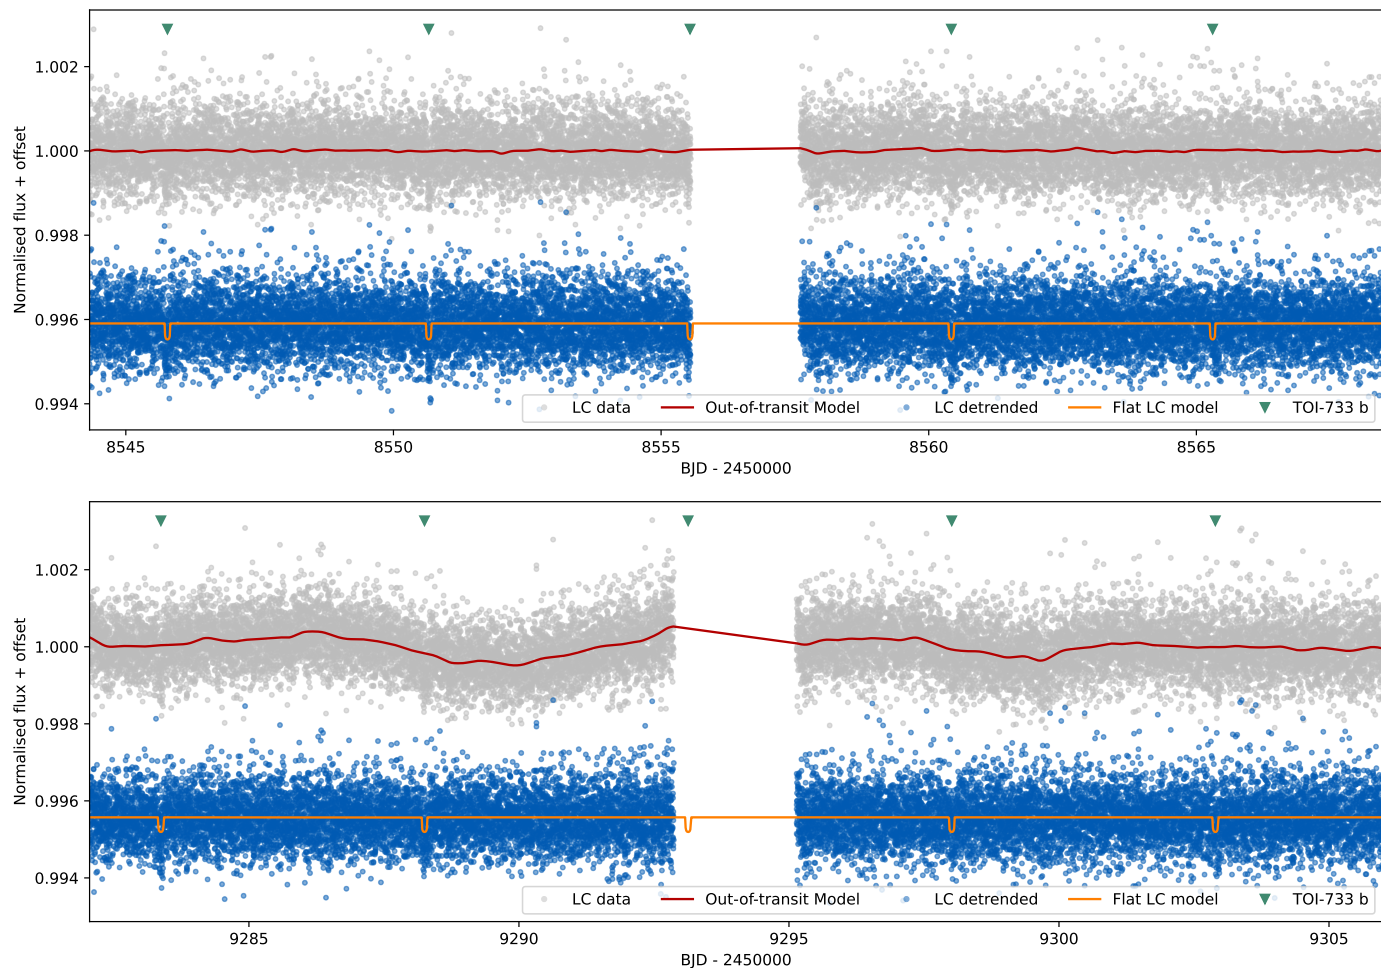 Normalised flux + offset
1.002
1.000
0.998
0.996
0.994
LC data
Out-of-transit Model
LC detrended
Flat LC model
TOI-733 b
8545
8550
8555
8560
8565
BJD - 2450000
Normalised flux + offset
1.002
1.000
0.998
0.996
0.994
LC data
Out-of-transit Model
LC detrended
Flat LC model
TOI-733 b
9285
9290
9295
9300
9305
BJD - 2450000